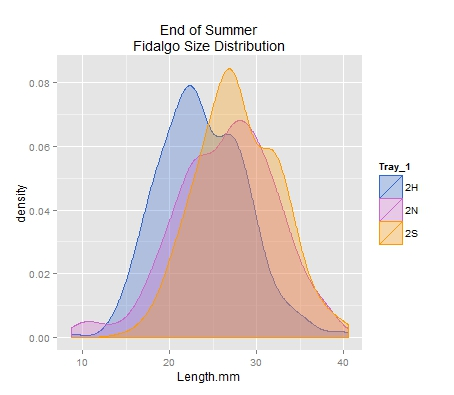 End of Summer
Fidalgo Size Distribution
density
0.08
0.06
0.04
0.02
0.00
10 20 30 40
Length.mm
Tray_1
2H
2N
2S